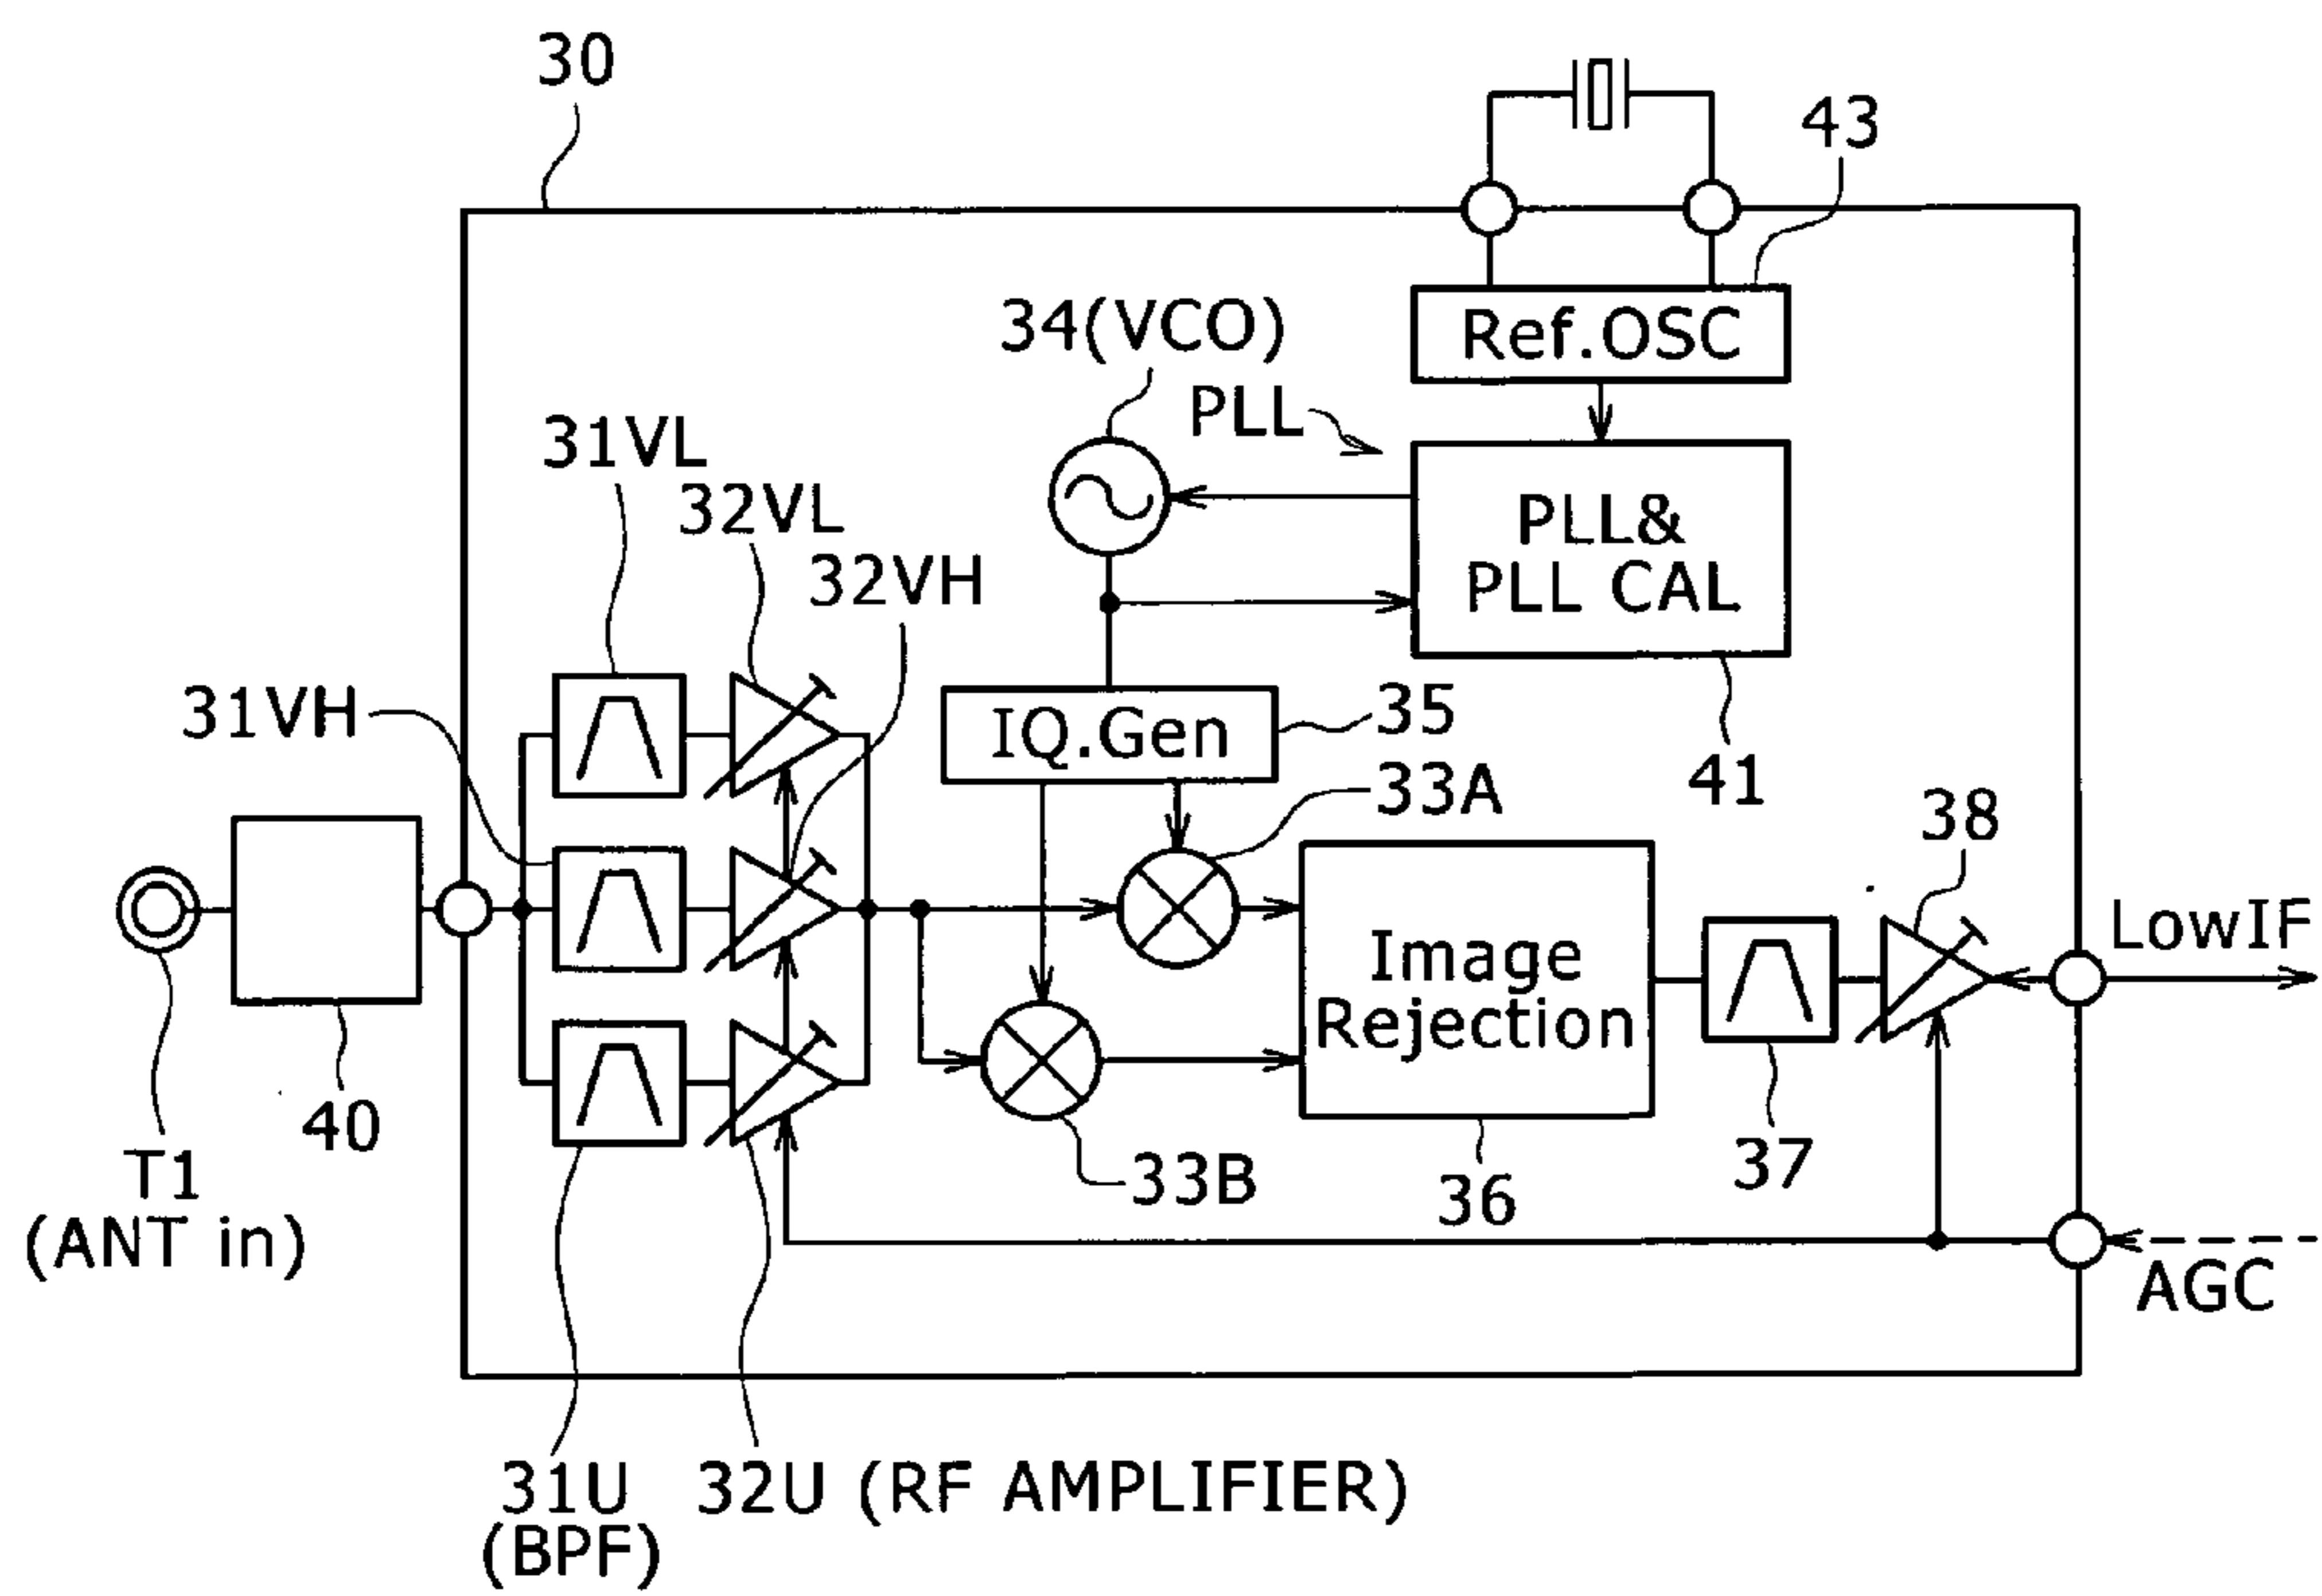 30
43
34(VCO)
Ref.OSC
PLL
31VL
32VL
PLL&
32VH
PLL CAL
31VH
IQ.Gen
35
33A
41
38
LowIF
Image
Rejection
40
T1
33B
36
37
(ANT in)
AGC
31U
32U (RF AMPLIFIER)
(BPF)